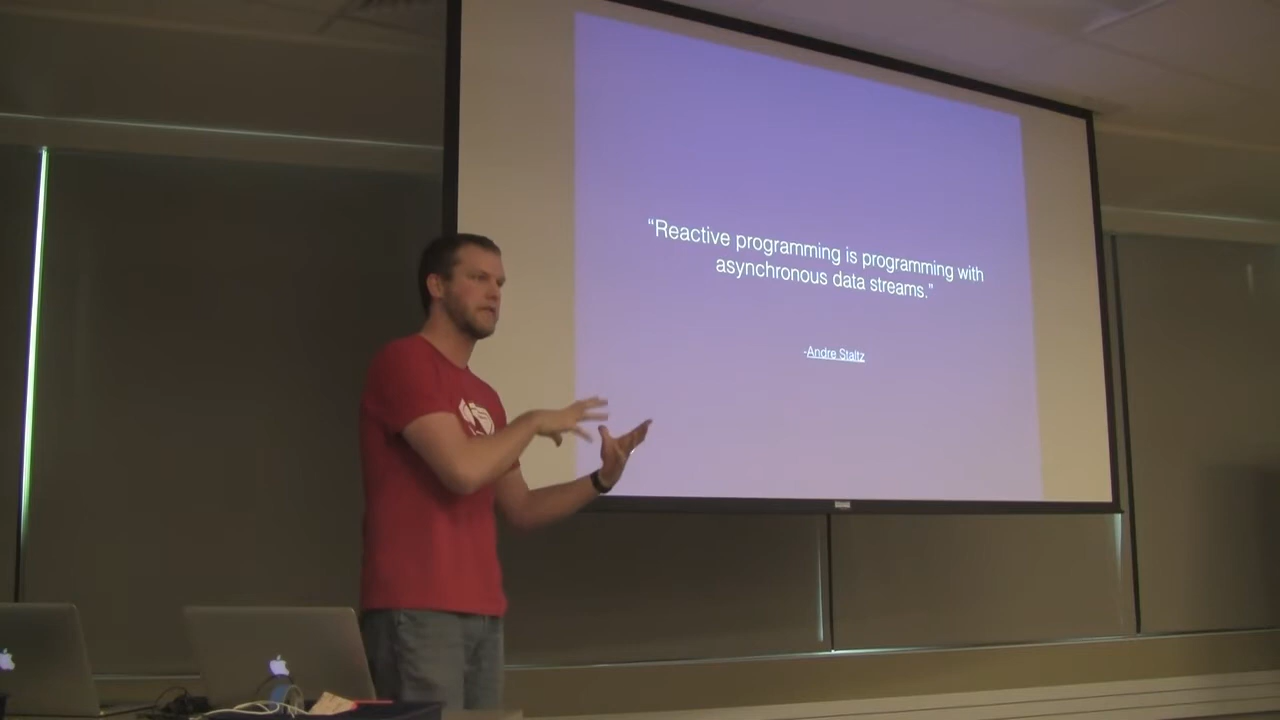 “Reactive programming is programming with
asynchronous data streams.”
-Andre Staltz